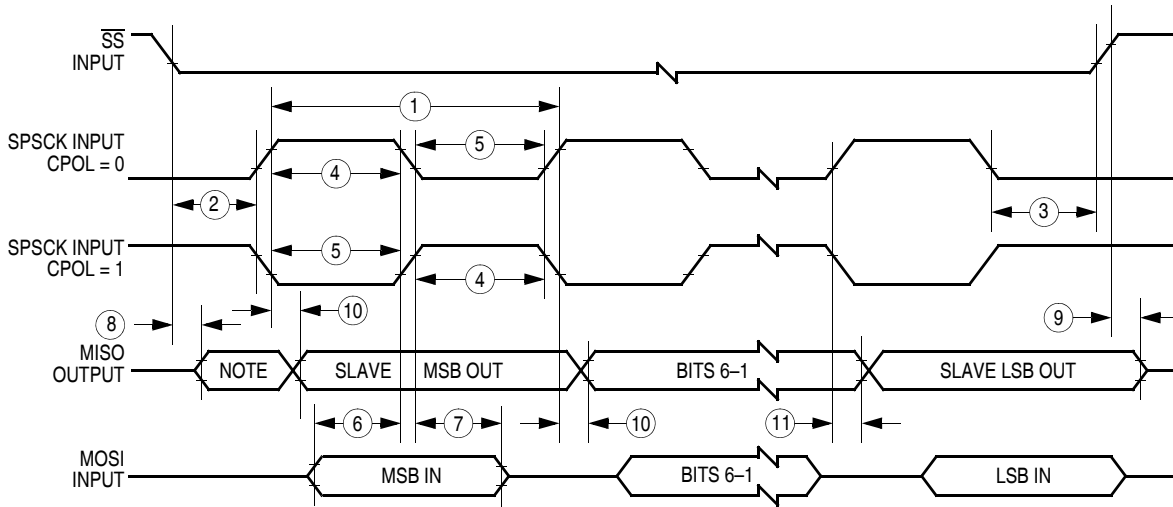 SS
INPUT
1
SPSCK INPUT
CPOL = 0
5
4
2
3
SPSCK INPUT
CPOL = 1
5
4
8
10
9
MISO
OUTPUT
NOTE
SLAVE MSB OUT
BITS 6–1
SLAVE LSB OUT
6
7
10
11
MOSI
INPUT
MSB IN
BITS 6–1
LSB IN